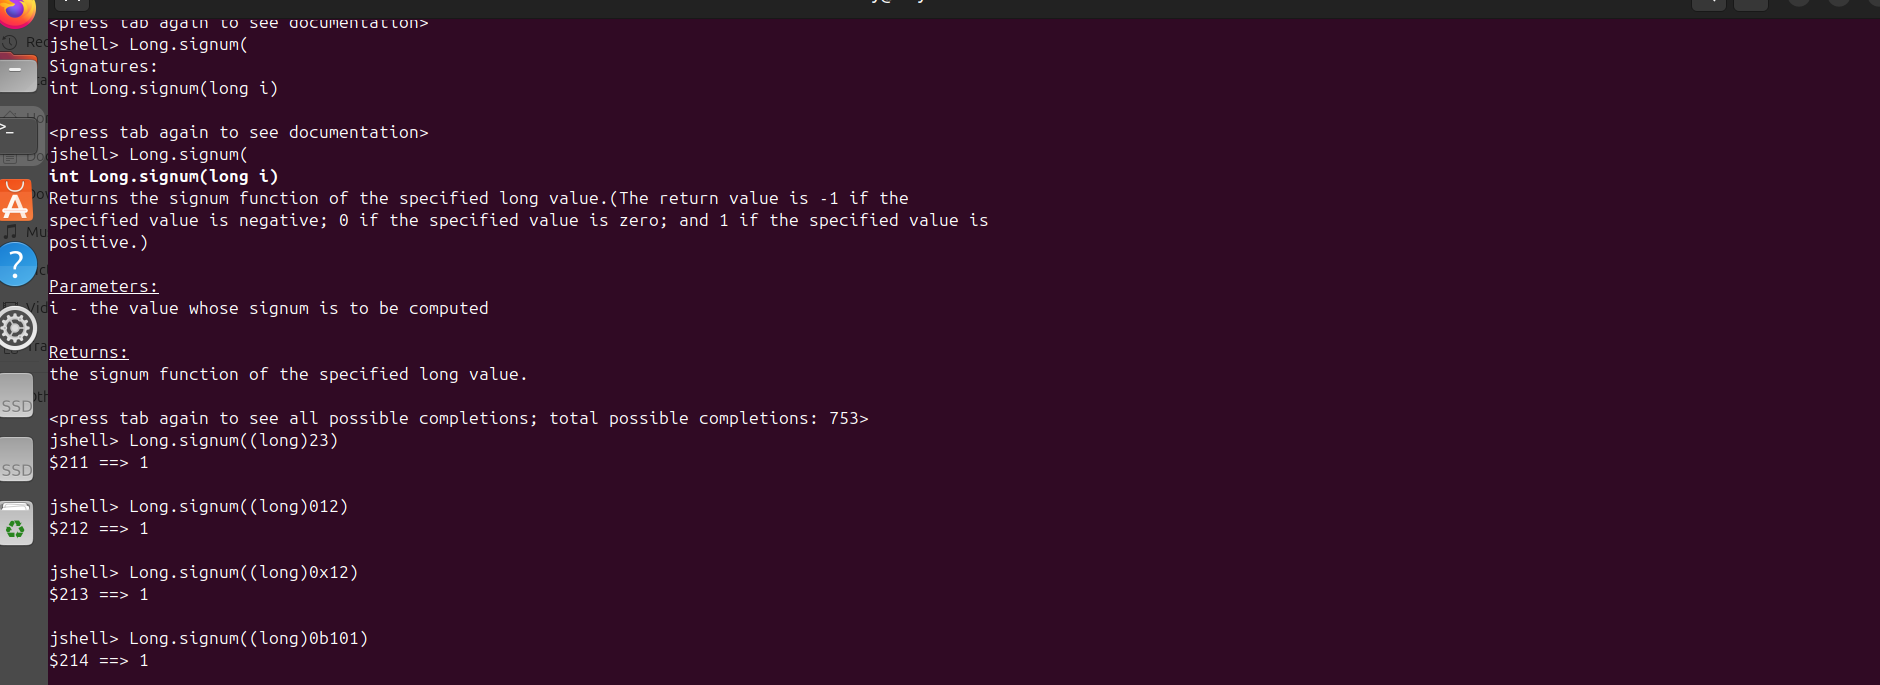 <press tab again to see documentation>
jshell> Long.signum(
Signatures:
int Long.signum(long i)
<press tab again to see documentation>
jshell> Long.signum(
int Long.signum(long i)
Returns the signum function of the specified long value.(The return value is -1 if the
specified value is negative; 0 if the specified value is zero; and 1 if the specified value is
positive.)
Parameters:
i - the value whose signum is to be computed
Returns:
the signum function of the specified long value.
<press tab again to see all possible completions; total possible completions: 753>
jshell> Long.signum((long)23)
$211 ==> 1
jshell> Long.signum((long)012)
$212 ==> 1
jshell> Long.signum((long)0x12)
$213 ==> 1
jshell> Long.signum((long)0b101)
$214 ==> 1
SSD
SSD